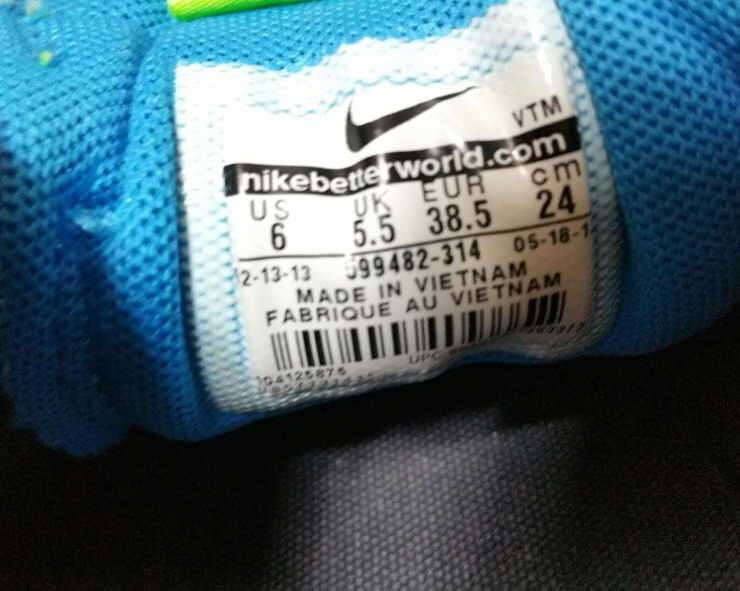 VTM
nikebetterworld.com
US UK EUR cm
6 5.5 38.5 24
2-13-13 599482-314 05-18-1
MADE IN VIETNAM
FABRIQUE AU VIETNAM
UPC